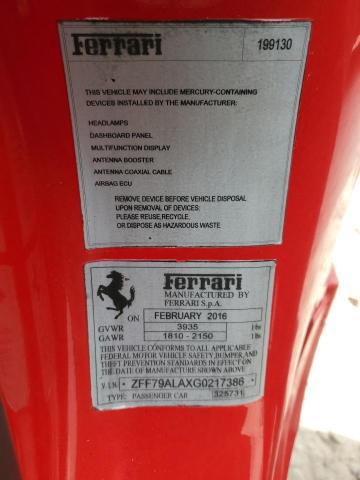 Ferrari
199130
THIS VEHICLE MAY INCLUDE MERCURY-CONTAINING
DEVICES INSTALLED BY THE MANUFACTURER:
HEADLAMPS
DASHBOARD PANEL
MULTIFUNCTION DISPLAY
ANTENNA BOOSTER
ANTENNA COAXIAL CABLE
AIRBAG ECU
REMOVE DEVICE BEFORE VEHICLE DISPOSAL
UPON REMOVAL OF DEVICES:
PLEASE REUSE,RECYCLE,
OR DISPOSE AS HAZARDOUS WASTE
Ferrari
MANUFACTURED BY
FERRARI S.p.A.
ON FEBRUARY 2016
GVWR 3935 lbs
GAWR 1810 - 2150 lbs
THIS VEHICLE CONFORMS TO ALL APPLICABLE
FEDERAL MOTOR VEHICLE SAFETY,BUMPER,AND
THEFT PREVENTION STANDARDS IN EFFECT ON
THE DATE OF MANUFACTURE SHOWN ABOVE
V.I.N. ZFF79ALAXG0217386
TYPE: PASSENGER CAR 325731